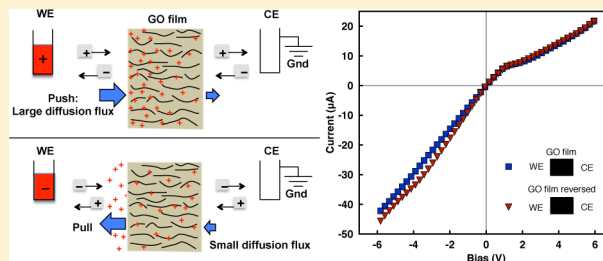 WE
GO film
CE
+
+
+
−
−
Gnd
Push:
Large diffusion flux
WE
CE
−
−
−
+
+
Gnd
Pull
Small diffusion flux
Current (µA)
20
10
0
-10
-20
-30
-40
-50
-6
-4
-2
0
2
4
6
Bias (V)
GO film
WE
CE
GO film reversed
WE
CE